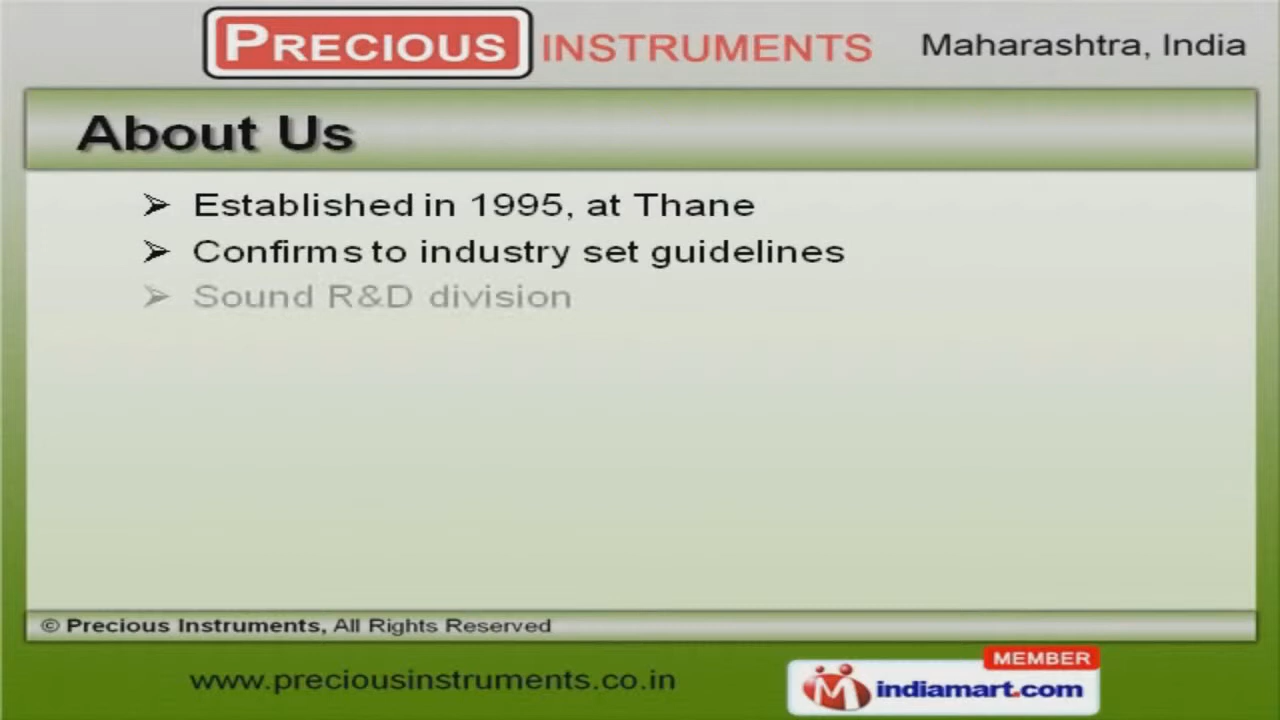 PRECIOUS INSTRUMENTS Maharashtra, India
About Us
➢ Established in 1995, at Thane
➢ Confirms to industry set guidelines
➢ Sound R&D division
© Precious Instruments, All Rights Reserved
MEMBER
www.preciousinstruments.co.in indiamart.com